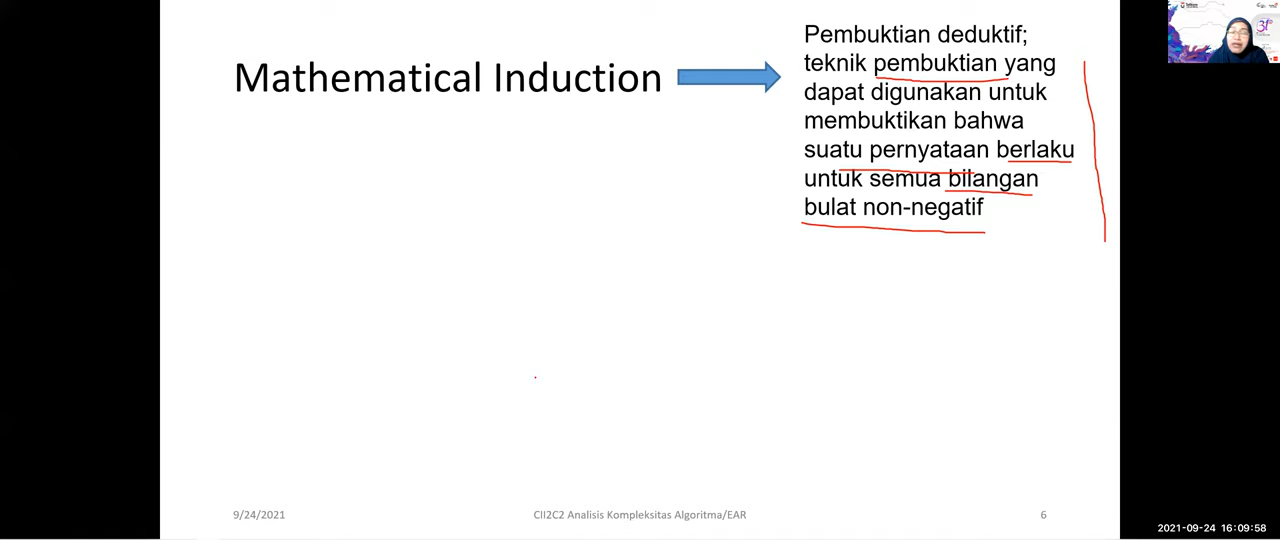 Mathematical Induction
Pembuktian deduktif;
teknik pembuktian yang
dapat digunakan untuk
membuktikan bahwa
suatu pernyataan berlaku
untuk semua bilangan
bulat non-negatif
9/24/2021
CII2C2 Analisis Kompleksitas Algoritma/EAR
6
2021-09-24 16:09:58